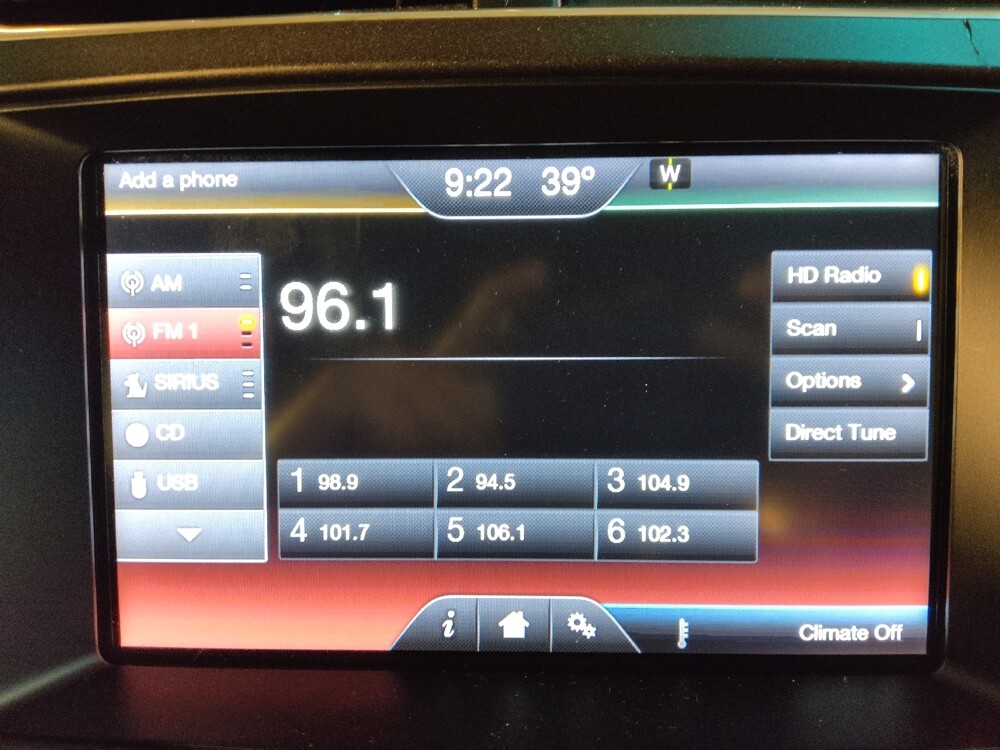 Add a phone
9:22 39º
W
AM
FM 1
SIRIUS
CD
USB
96.1
HD Radio
Scan
Options
Direct Tune
1 98.9
2 94.5
3 104.9
4 101.7
5 106.1
6 102.3
i
Climate Off